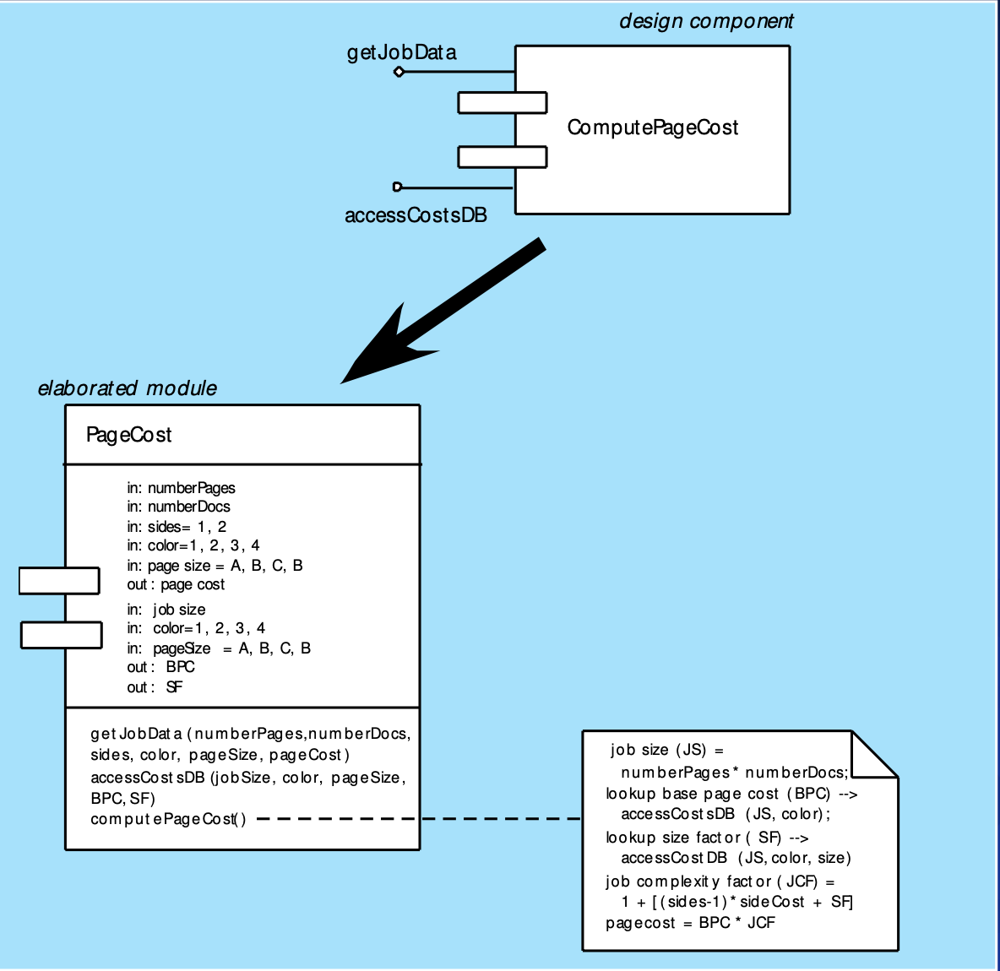 design component
getJobData
ComputePageCost
accessCostsDB
elaborated module
PageCost
in: numberPages
in: numberDocs
in: sides= 1, 2
in: color=1, 2, 3, 4
in: page size = A, B, C, B
out: page cost
in: job size
in: color=1, 2, 3, 4
in: pageSize = A, B, C, B
out: BPC
out: SF
getJobData (numberPages,numberDocs,
sides, color, pageSize, pageCost)
accessCostsDB (jobSize, color, pageSize,
BPC, SF)
computePageCost()
job size (JS) =
numberPages * numberDocs;
lookup base page cost (BPC) -->
accessCostsDB (JS, color);
lookup size factor ( SF) -->
accessCostDB (JS, color, size)
job complexity factor ( JCF) =
1 + [(sides-1)* sideCost + SF]
pagecost = BPC * JCF